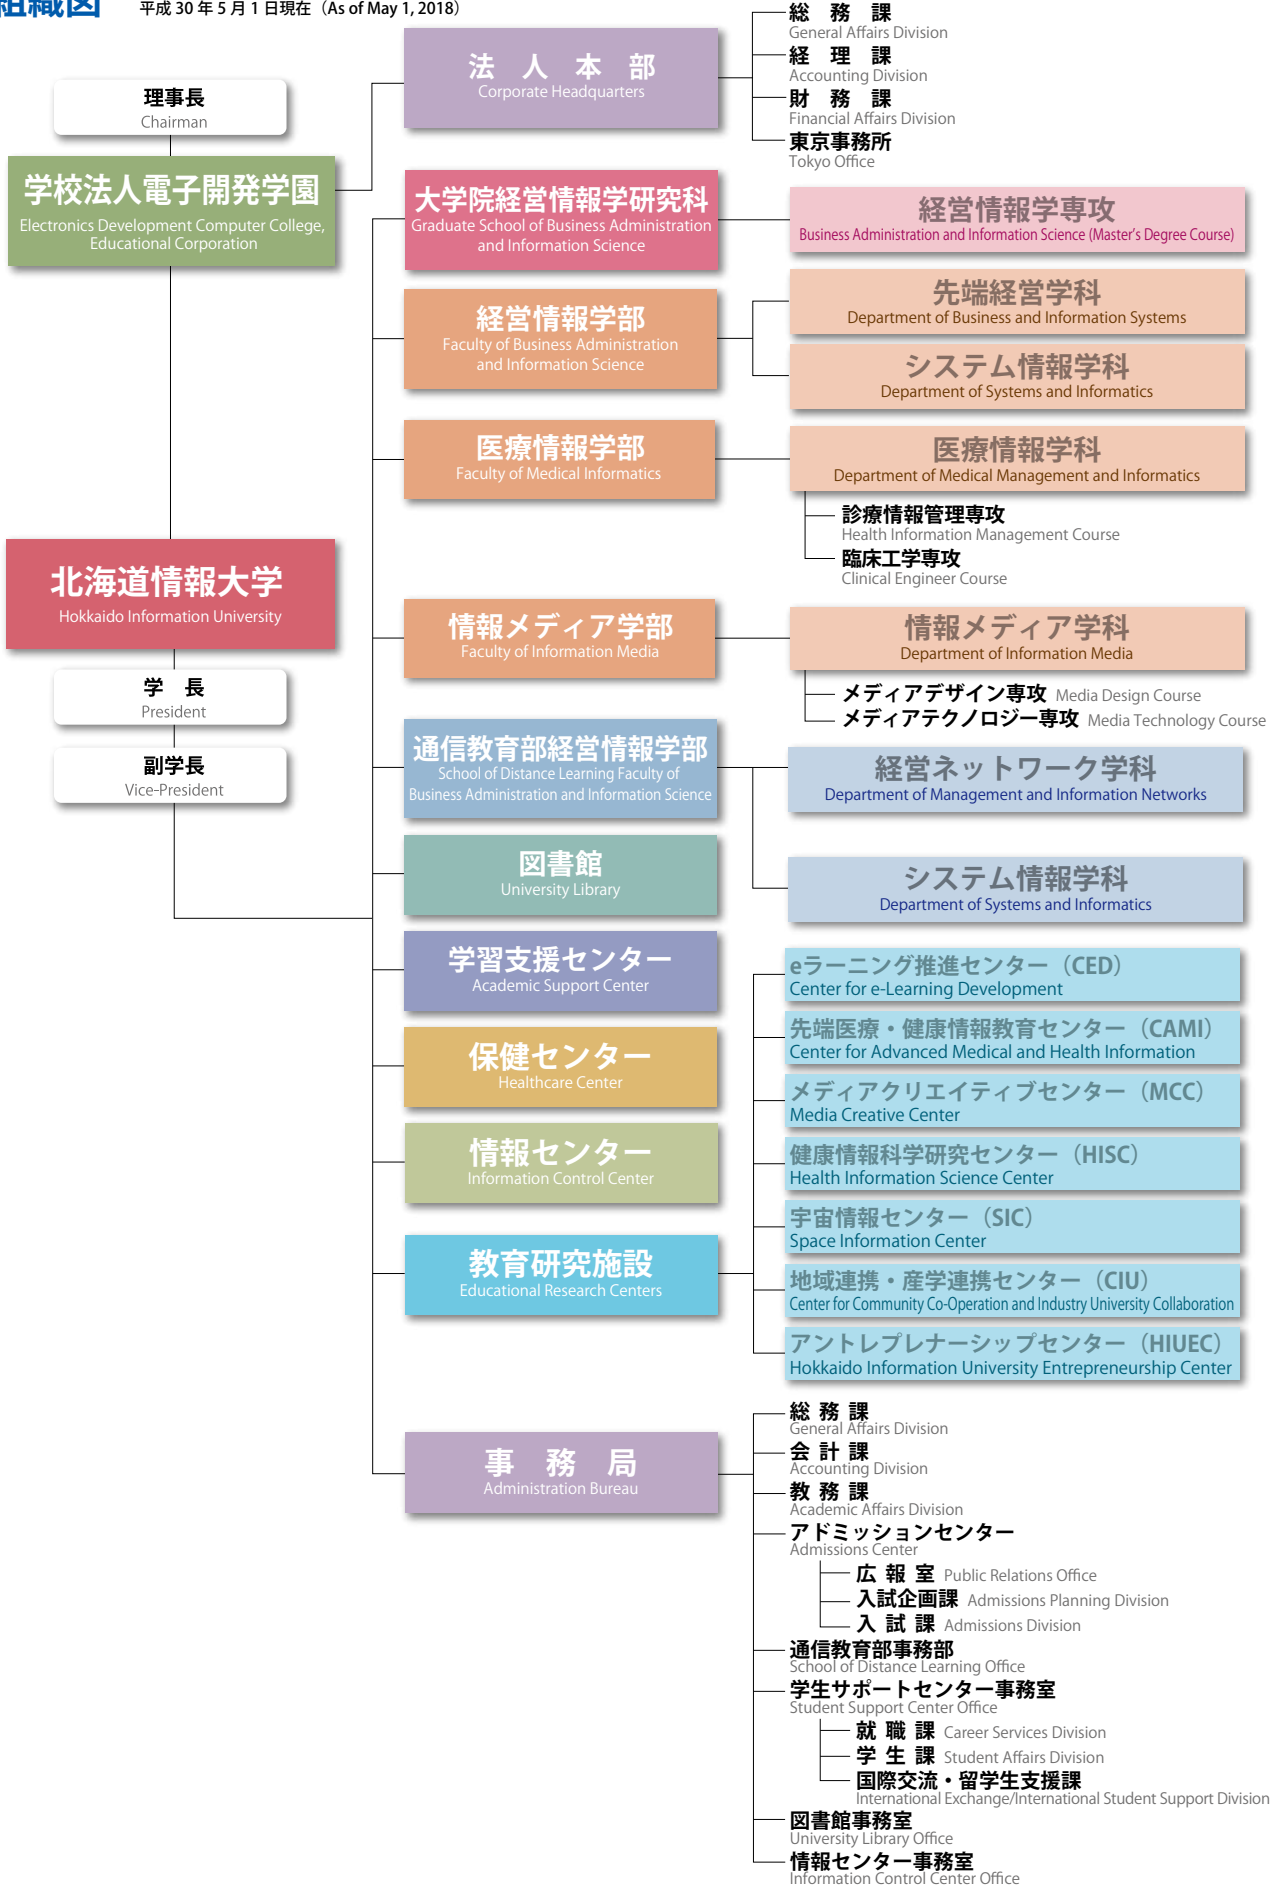 組織図
平成 30 年 5 月 1 日現在（As of May 1, 2018）
理事長
Chairman
学校法人電子開発学園
Electronics Development Computer College,
Educational Corporation
北海道情報大学
Hokkaido Information University
学 長
President
副学長
Vice-President
法 人 本 部
Corporate Headquarters
総 務 課
General Affairs Division
経 理 課
Accounting Division
財 務 課
Financial Affairs Division
東京事務所
Tokyo Office
大学院経営情報学研究科
Graduate School of Business Administration
and Information Science
経営情報学専攻
Business Administration and Information Science (Master's Degree Course)
経営情報学部
Faculty of Business Administration
and Information Science
先端経営学科
Department of Business and Information Systems
システム情報学科
Department of Systems and Informatics
医療情報学部
Faculty of Medical Informatics
医療情報学科
Department of Medical Management and Informatics
診療情報管理専攻
Health Information Management Course
臨床工学専攻
Clinical Engineer Course
情報メディア学部
Faculty of Information Media
情報メディア学科
Department of Information Media
メディアデザイン専攻 Media Design Course
メディアテクノロジー専攻 Media Technology Course
通信教育部経営情報学部
School of Distance Learning Faculty of
Business Administration and Information Science
経営ネットワーク学科
Department of Management and Information Networks
システム情報学科
Department of Systems and Informatics
図書館
University Library
学習支援センター
Academic Support Center
保健センター
Healthcare Center
情報センター
Information Control Center
教育研究施設
Educational Research Centers
eラーニング推進センター（CED）
Center for e-Learning Development
先端医療・健康情報教育センター（CAMI）
Center for Advanced Medical and Health Information
メディアクリエイティブセンター（MCC）
Media Creative Center
健康情報科学研究センター（HISC）
Health Information Science Center
宇宙情報センター（SIC）
Space Information Center
地域連携・産学連携センター（CIU）
Center for Community Co-Operation and Industry University Collaboration
アントレプレナーシップセンター（HIUEC）
Hokkaido Information University Entrepreneurship Center
事 務 局
Administration Bureau
総 務 課
General Affairs Division
会 計 課
Accounting Division
教 務 課
Academic Affairs Division
アドミッションセンター
Admissions Center
広 報 室 Public Relations Office
入試企画課 Admissions Planning Division
入 試 課 Admissions Division
通信教育部事務部
School of Distance Learning Office
学生サポートセンター事務室
Student Support Center Office
就 職 課 Career Services Division
学 生 課 Student Affairs Division
国際交流・留学生支援課
International Exchange/International Student Support Division
図書館事務室
University Library Office
情報センター事務室
Information Control Center Office